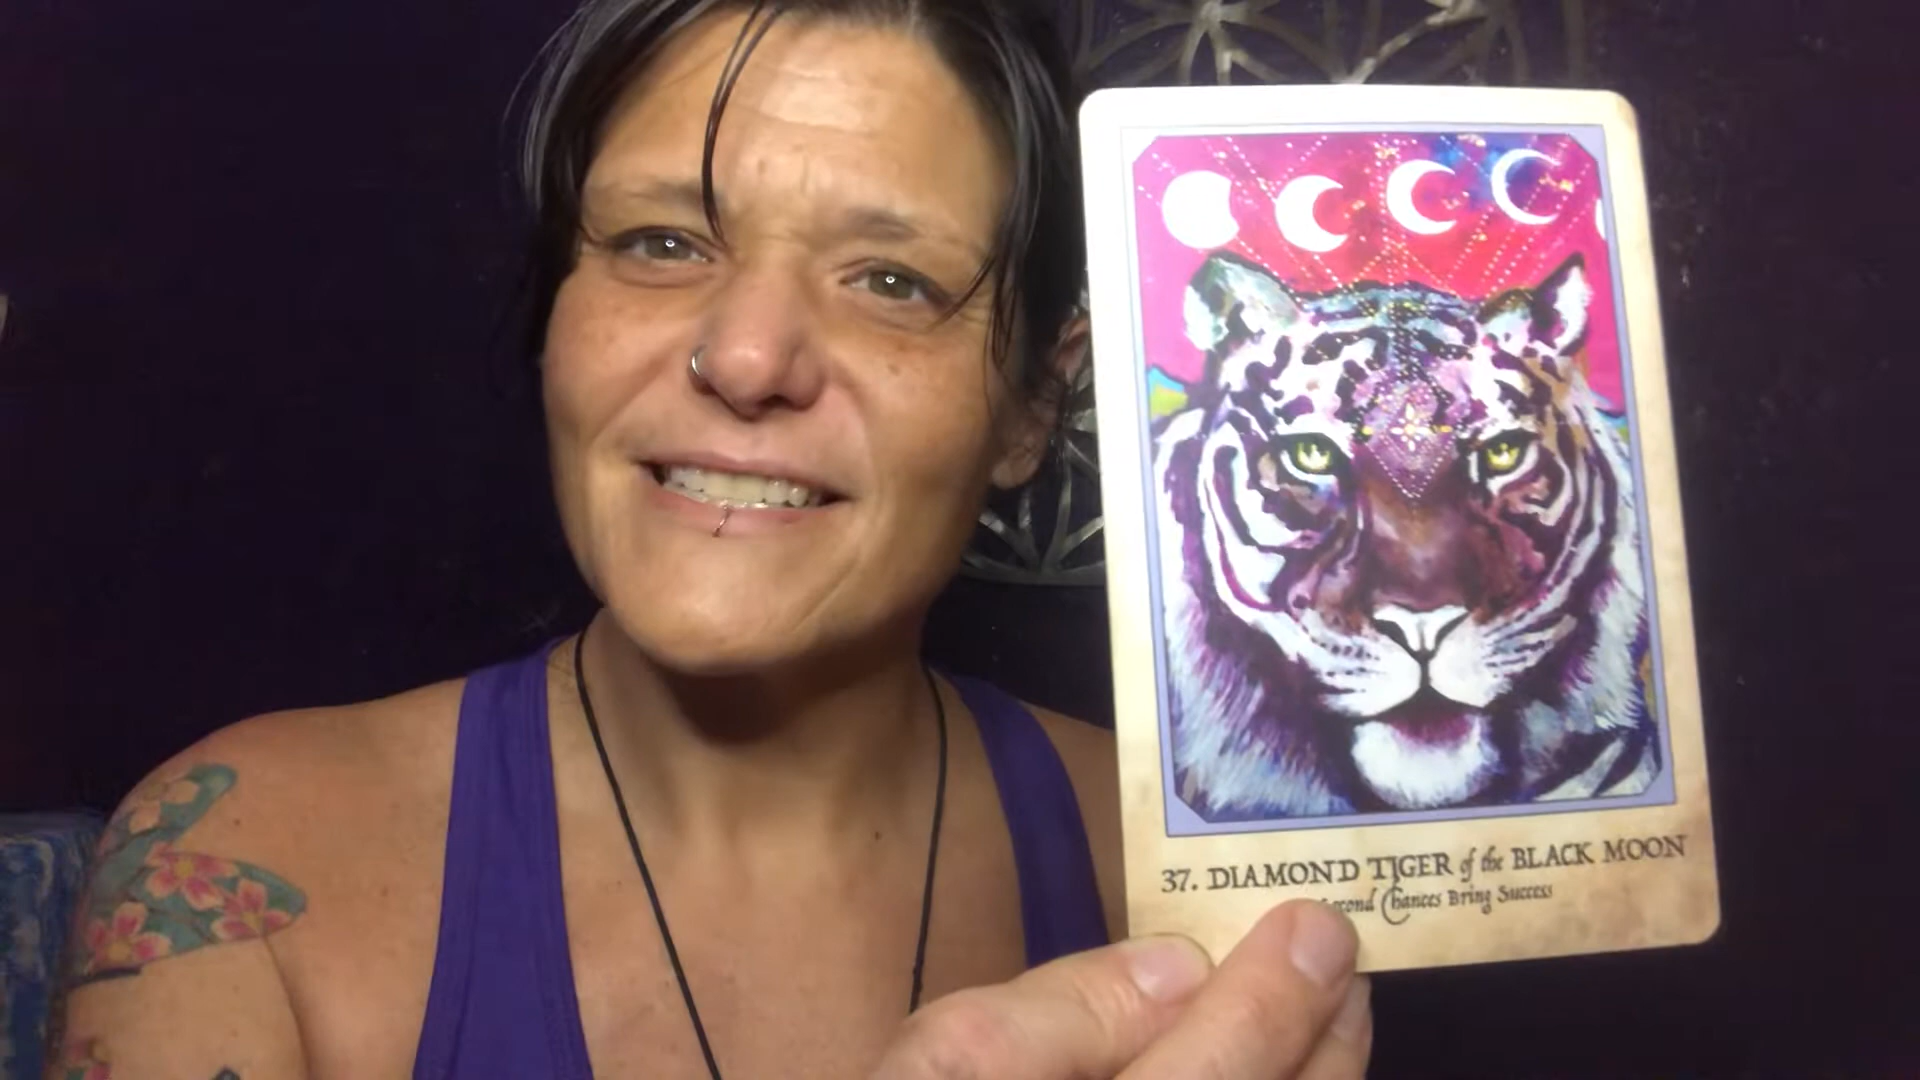 37. DIAMOND TIGER of the BLACK MOON
Chances Bring Success